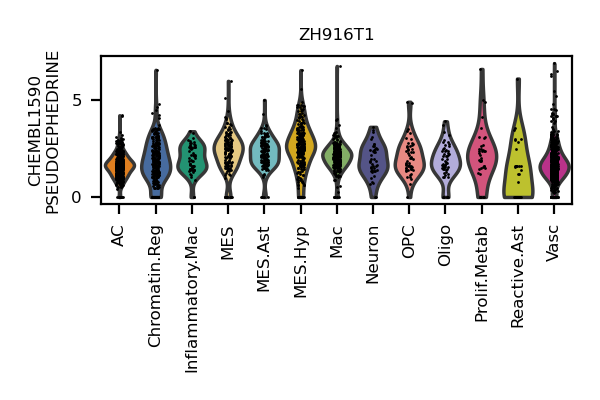 ZH916T1
CHEMBL1590
PSEUDOEPHEDRINE
5
0
AC
Chromatin.Reg
Inflammatory.Mac
MES
MES.Ast
MES.Hyp
Mac
Neuron
OPC
Oligo
Prolif.Metab
Reactive.Ast
Vasc